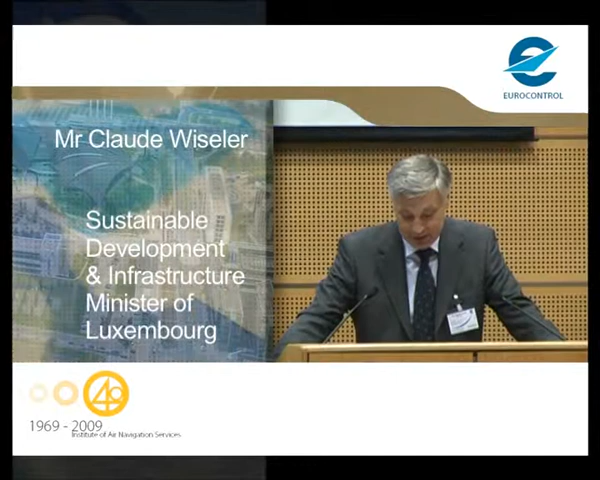 EUROCONTROL
Mr Claude Wiseler
Sustainable
Development
& Infrastructure
Minister of
Luxembourg
40
1969 - 2009
Institute of Air Navigation Services